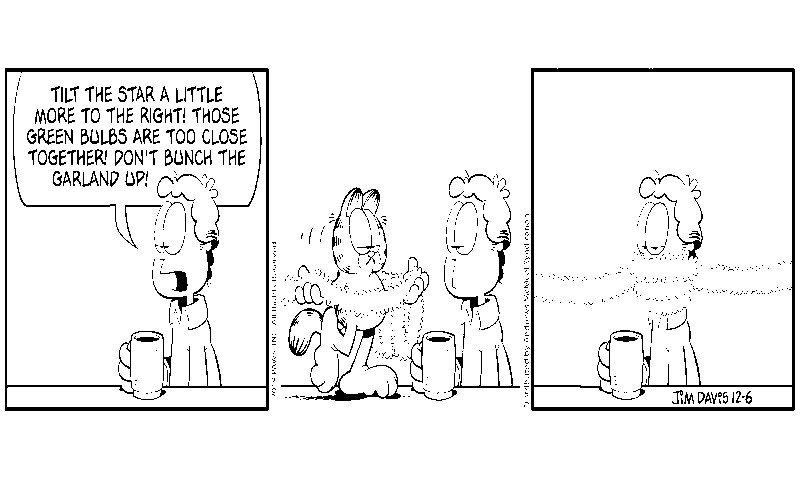 TILT THE STAR A LITTLE
MORE TO THE RIGHT! THOSE
GREEN BULBS ARE TOO CLOSE
TOGETHER! DON'T BUNCH THE
GARLAND UP!
JIM DAVIS 12-6